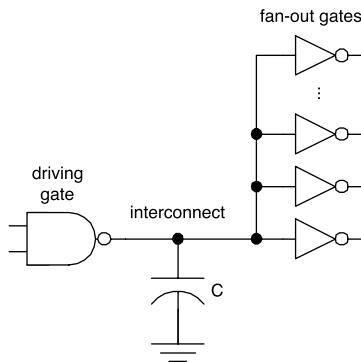 fan-out gates
...
driving
gate
interconnect
C